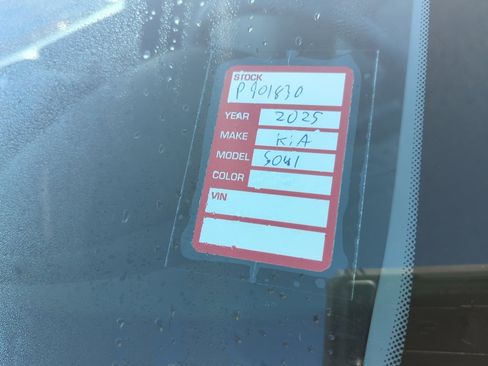 STOCK
P901830
YEAR 2025
MAKE KiA
MODEL SOUl
COLOR
VIN